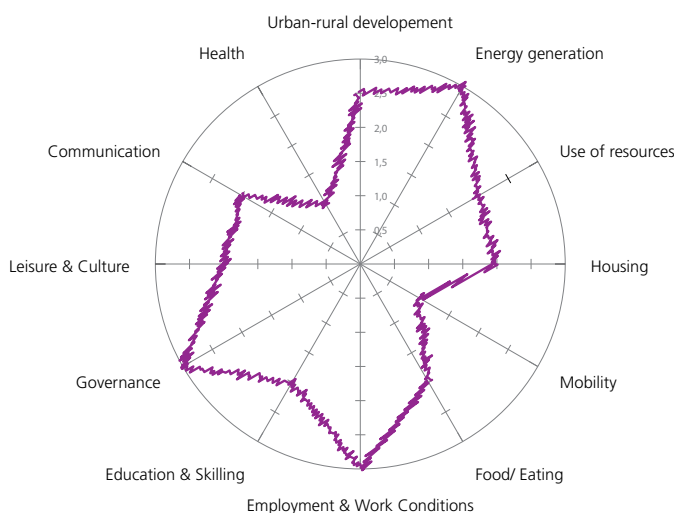 Urban-rural developement
Health
Energy generation
3,0
2,5
Communication
2,0
Use of resources
1,5
1,0
0,5
Leisure & Culture
Housing
Governance
Mobility
Education & Skilling
Food/ Eating
Employment & Work Conditions